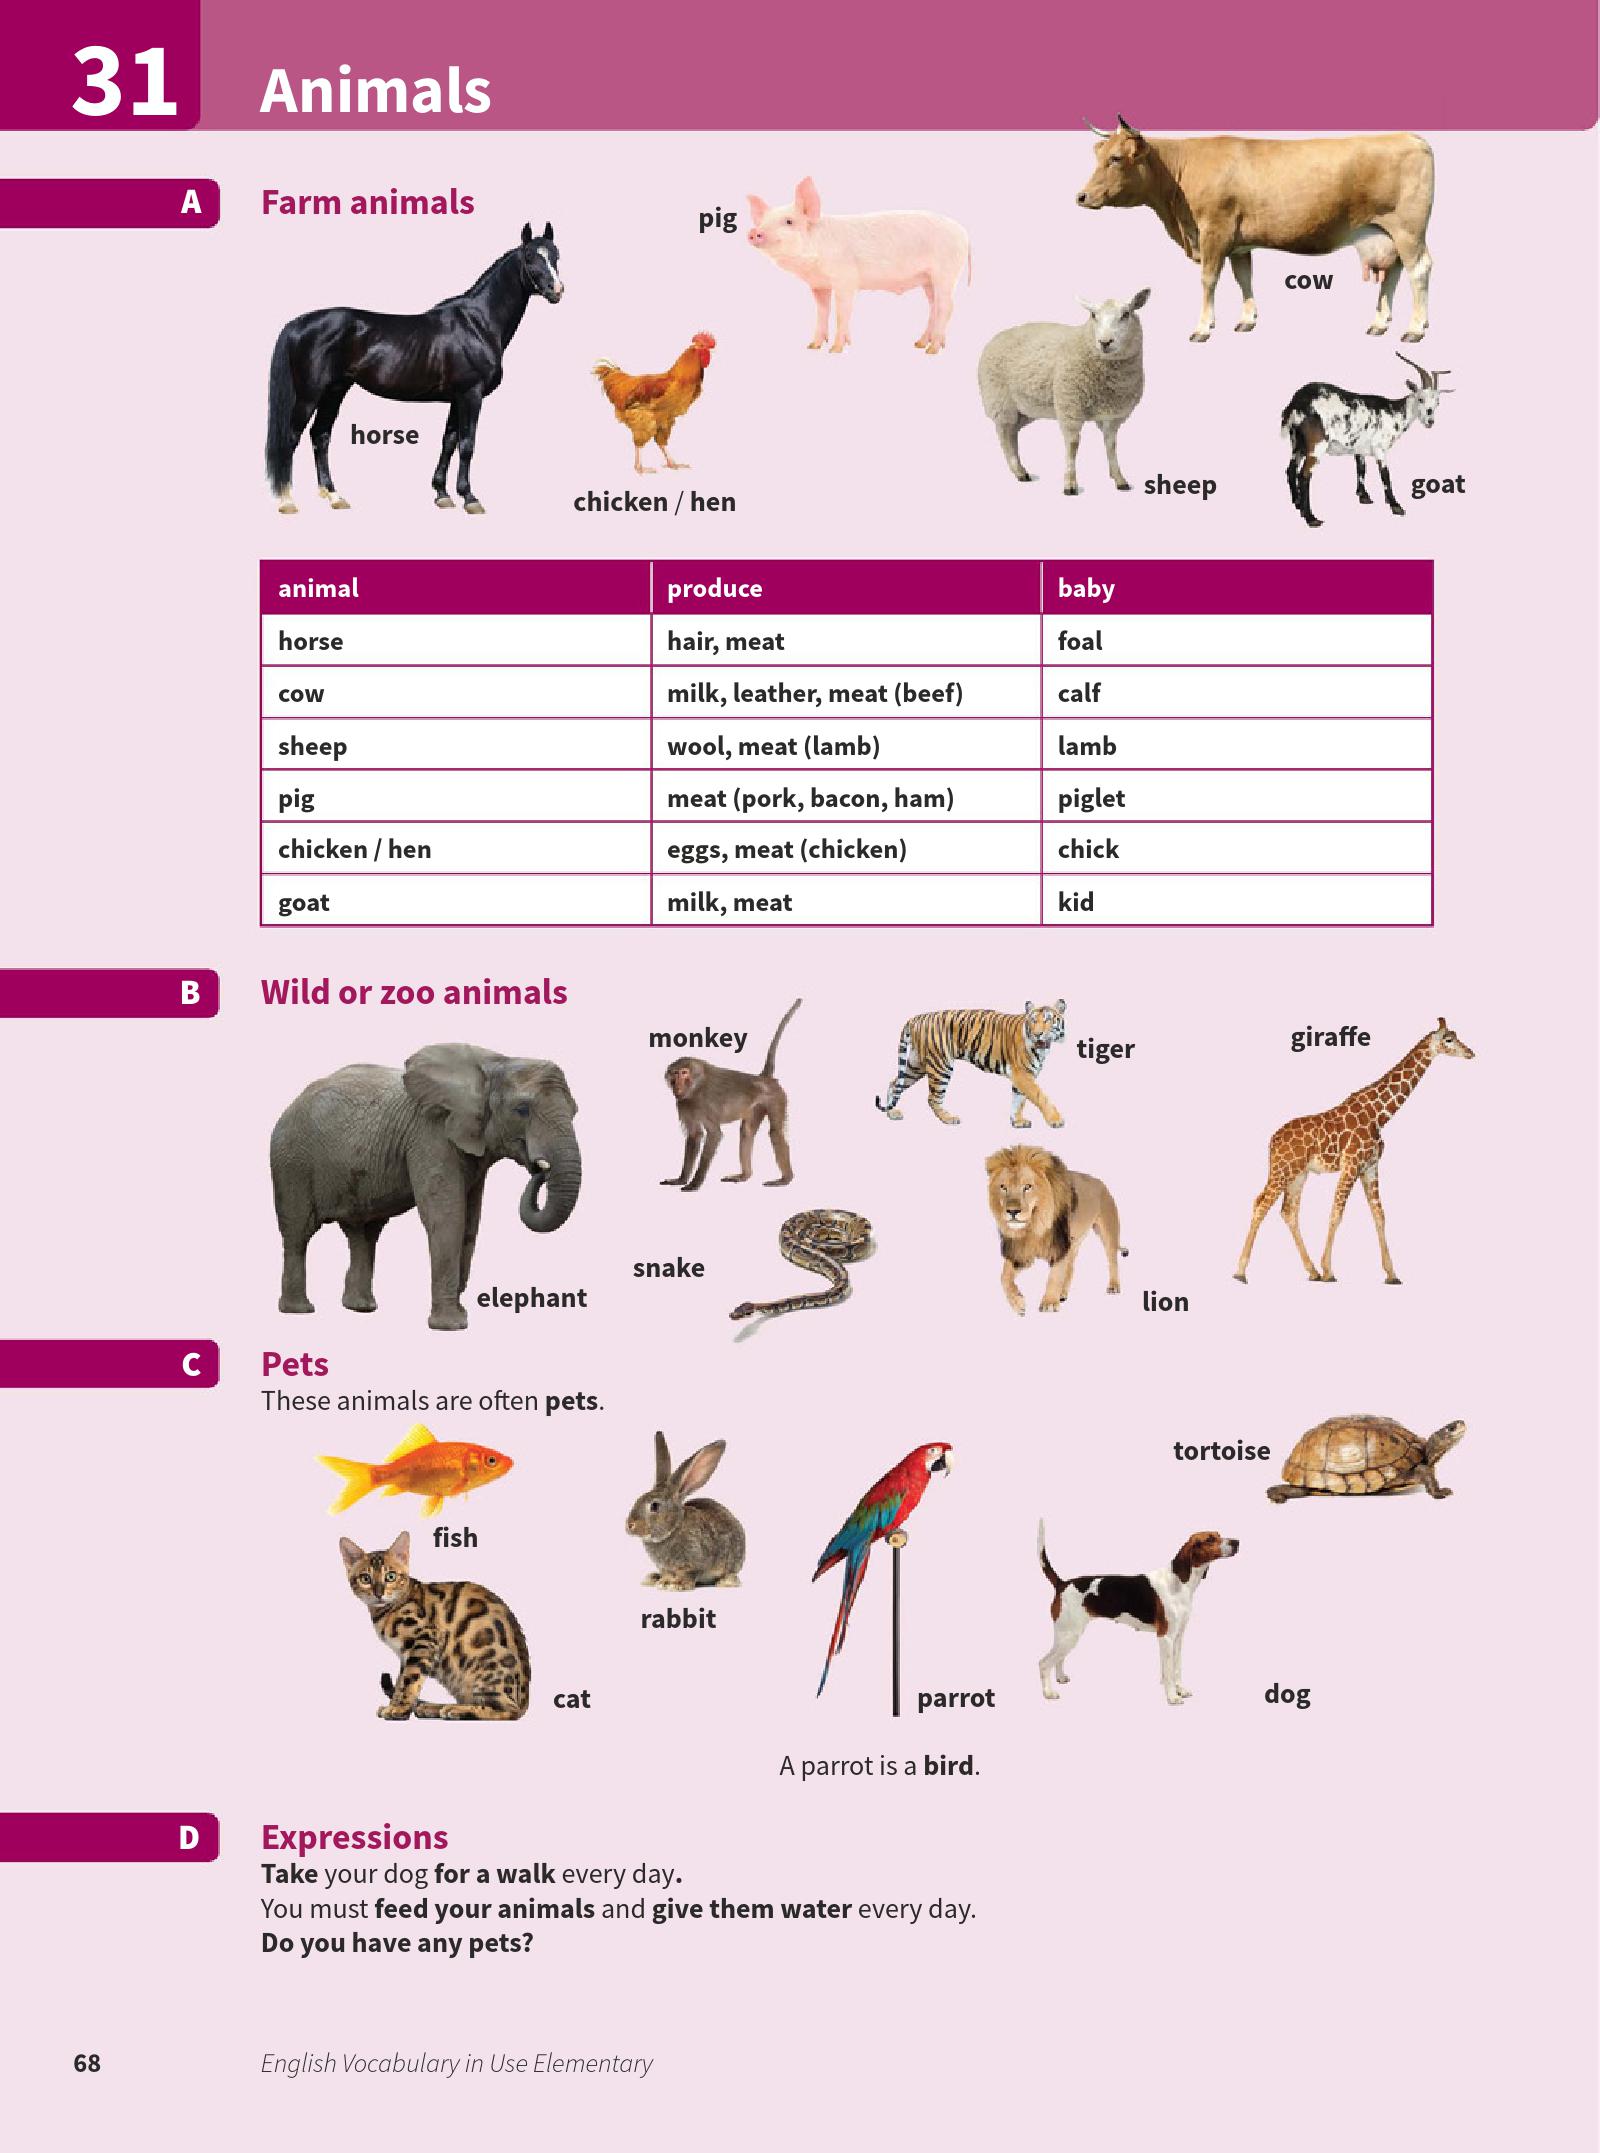 31
Animals
A
Farm animals
pig
cow
horse
chicken / hen
sheep
goat
animal produce baby
horse hair, meat foal
cow milk, leather, meat (beef) calf
sheep wool, meat (lamb) lamb
pig meat (pork, bacon, ham) piglet
chicken / hen eggs, meat (chicken) chick
goat milk, meat kid
B
Wild or zoo animals
monkey
tiger
giraffe
snake
elephant
lion
C
Pets
These animals are often pets.
tortoise
fish
rabbit
cat
parrot
dog
A parrot is a bird.
D
Expressions
Take your dog for a walk every day.
You must feed your animals and give them water every day.
Do you have any pets?
68
English Vocabulary in Use Elementary